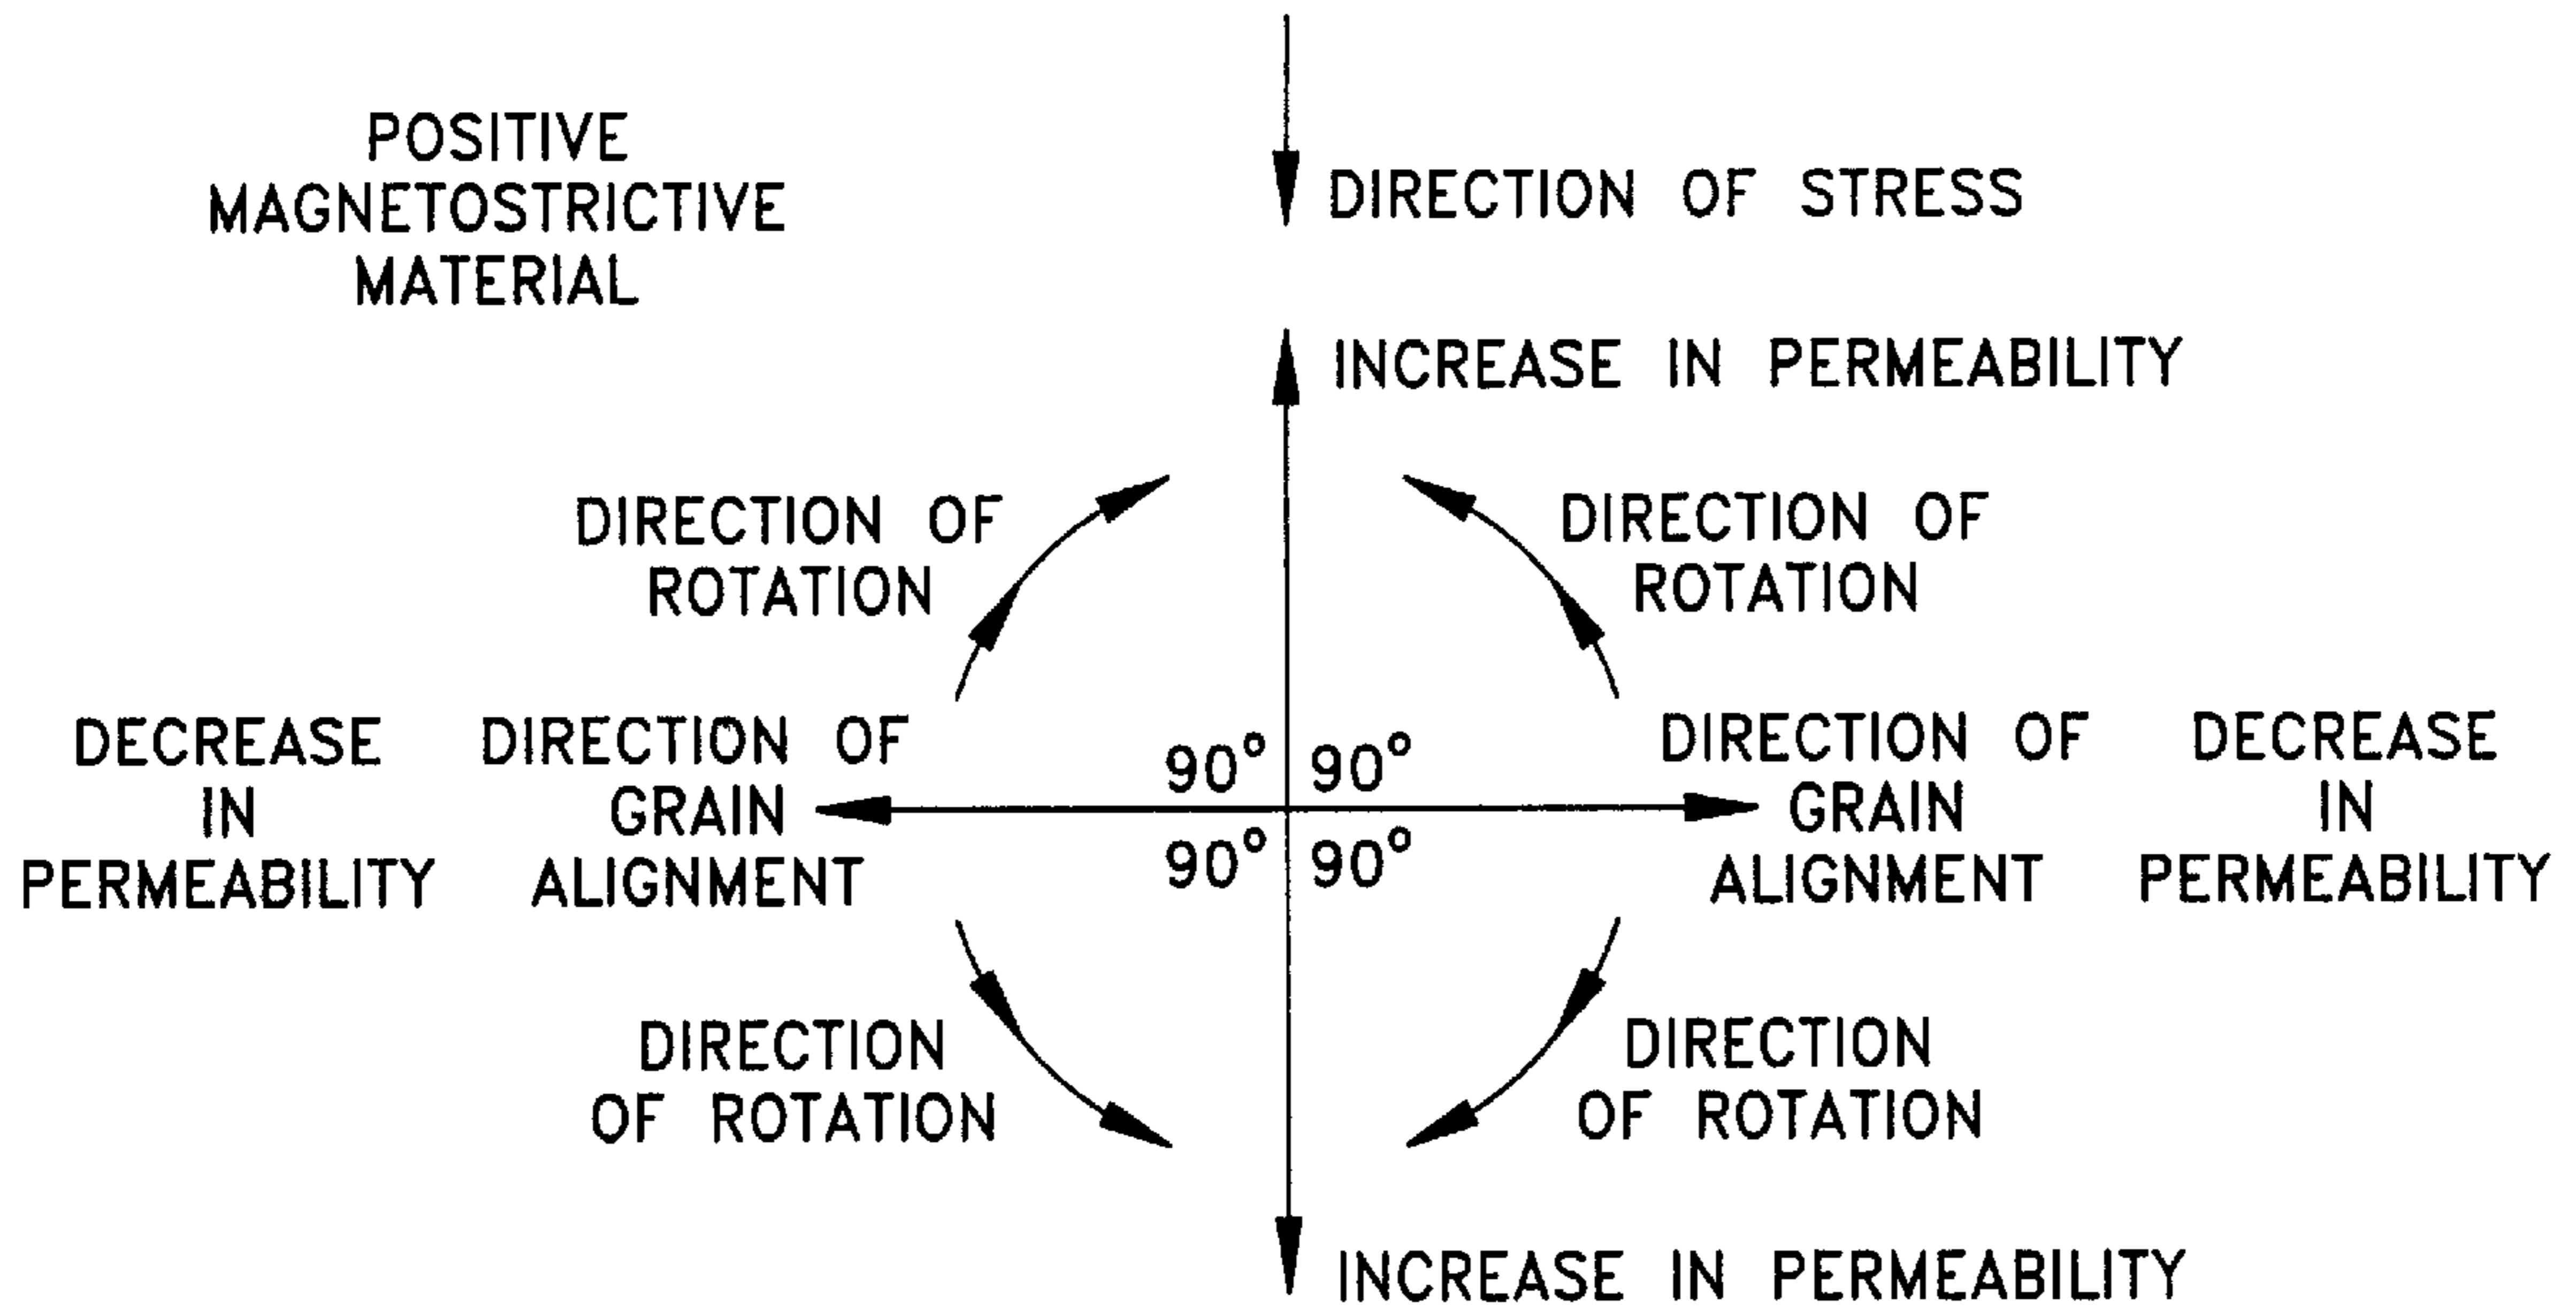 POSITIVE
MAGNETOSTRICTIVE
MATERIAL
DIRECTION OF STRESS
INCREASE IN PERMEABILITY
DIRECTION OF
ROTATION
DIRECTION OF
ROTATION
DECREASE
IN
PERMEABILITY
DIRECTION OF
GRAIN
ALIGNMENT
90° 90°
90° 90°
DIRECTION OF
GRAIN
ALIGNMENT
DECREASE
IN
PERMEABILITY
DIRECTION
OF ROTATION
DIRECTION
OF ROTATION
INCREASE IN PERMEABILITY